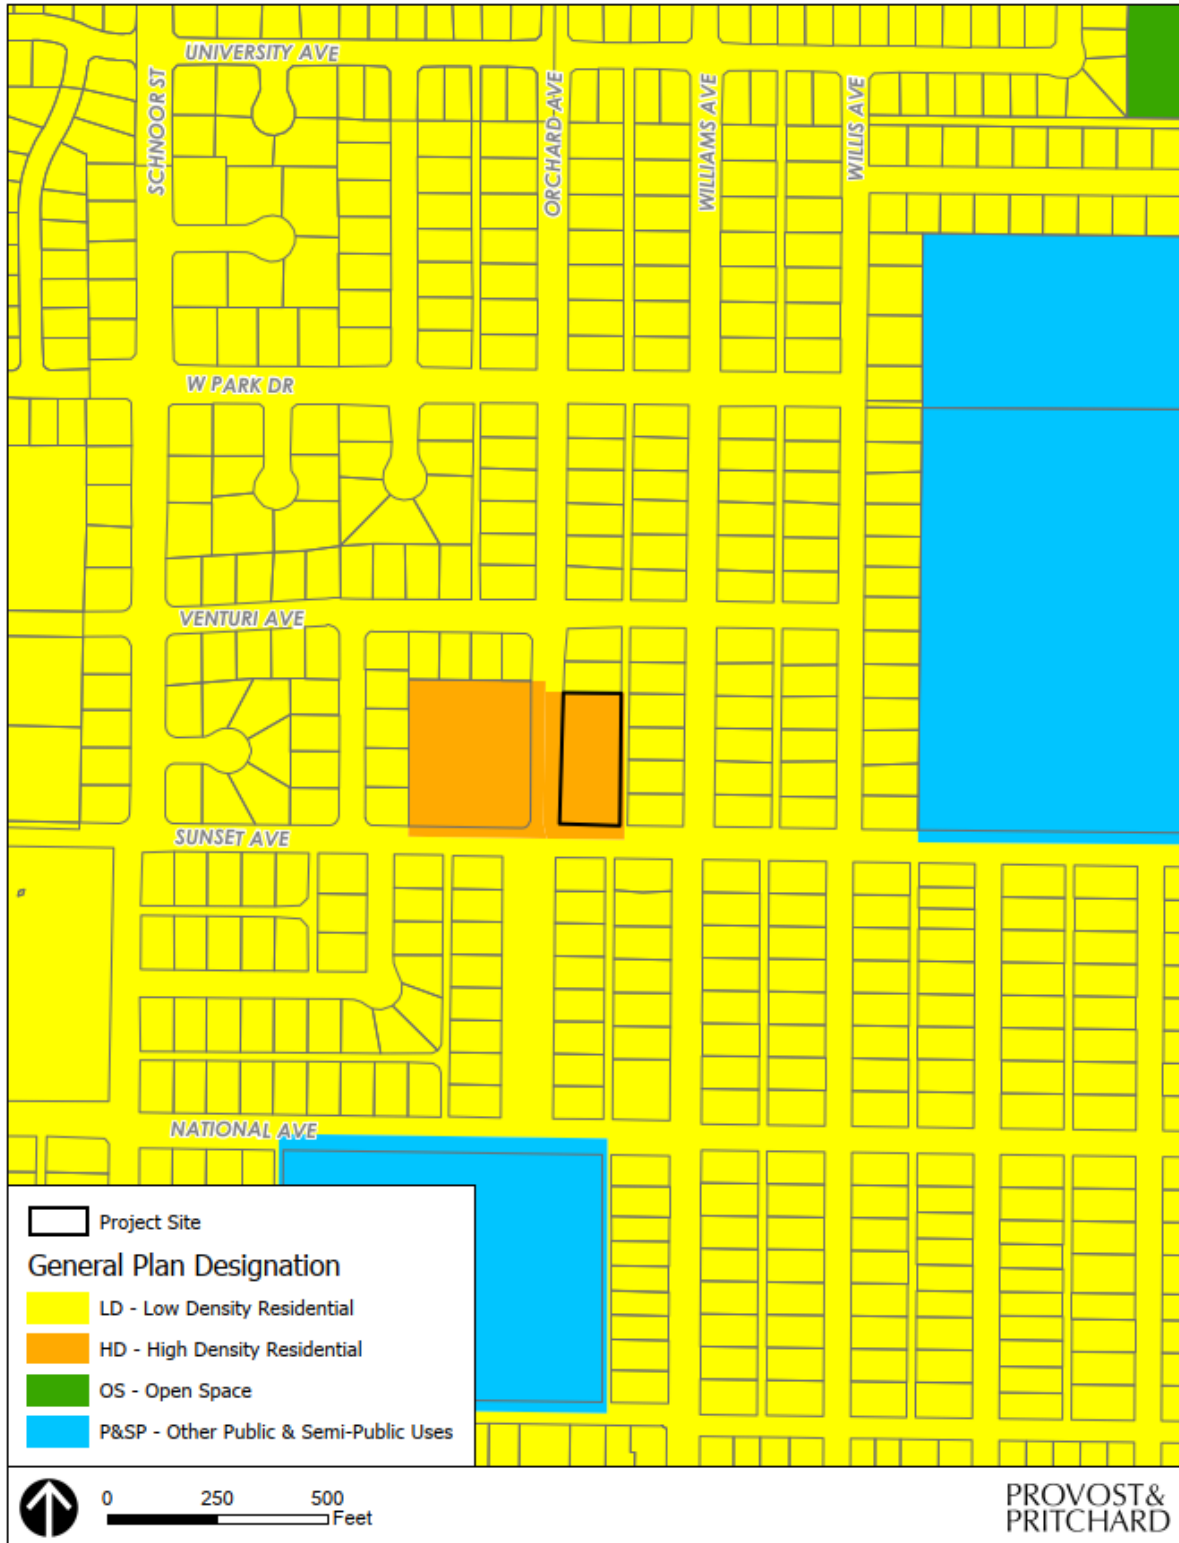 UNIVERSITY AVE
SCHNOOR ST
ORCHARD AVE
WILLIAMS AVE
WILLIS AVE
W PARK DR
VENTURI AVE
SUNSET AVE
NATIONAL AVE
Project Site
General Plan Designation
LD - Low Density Residential
HD - High Density Residential
OS - Open Space
P&SP - Other Public & Semi-Public Uses
0 250 500
Feet
PROVOST&
PRITCHARD